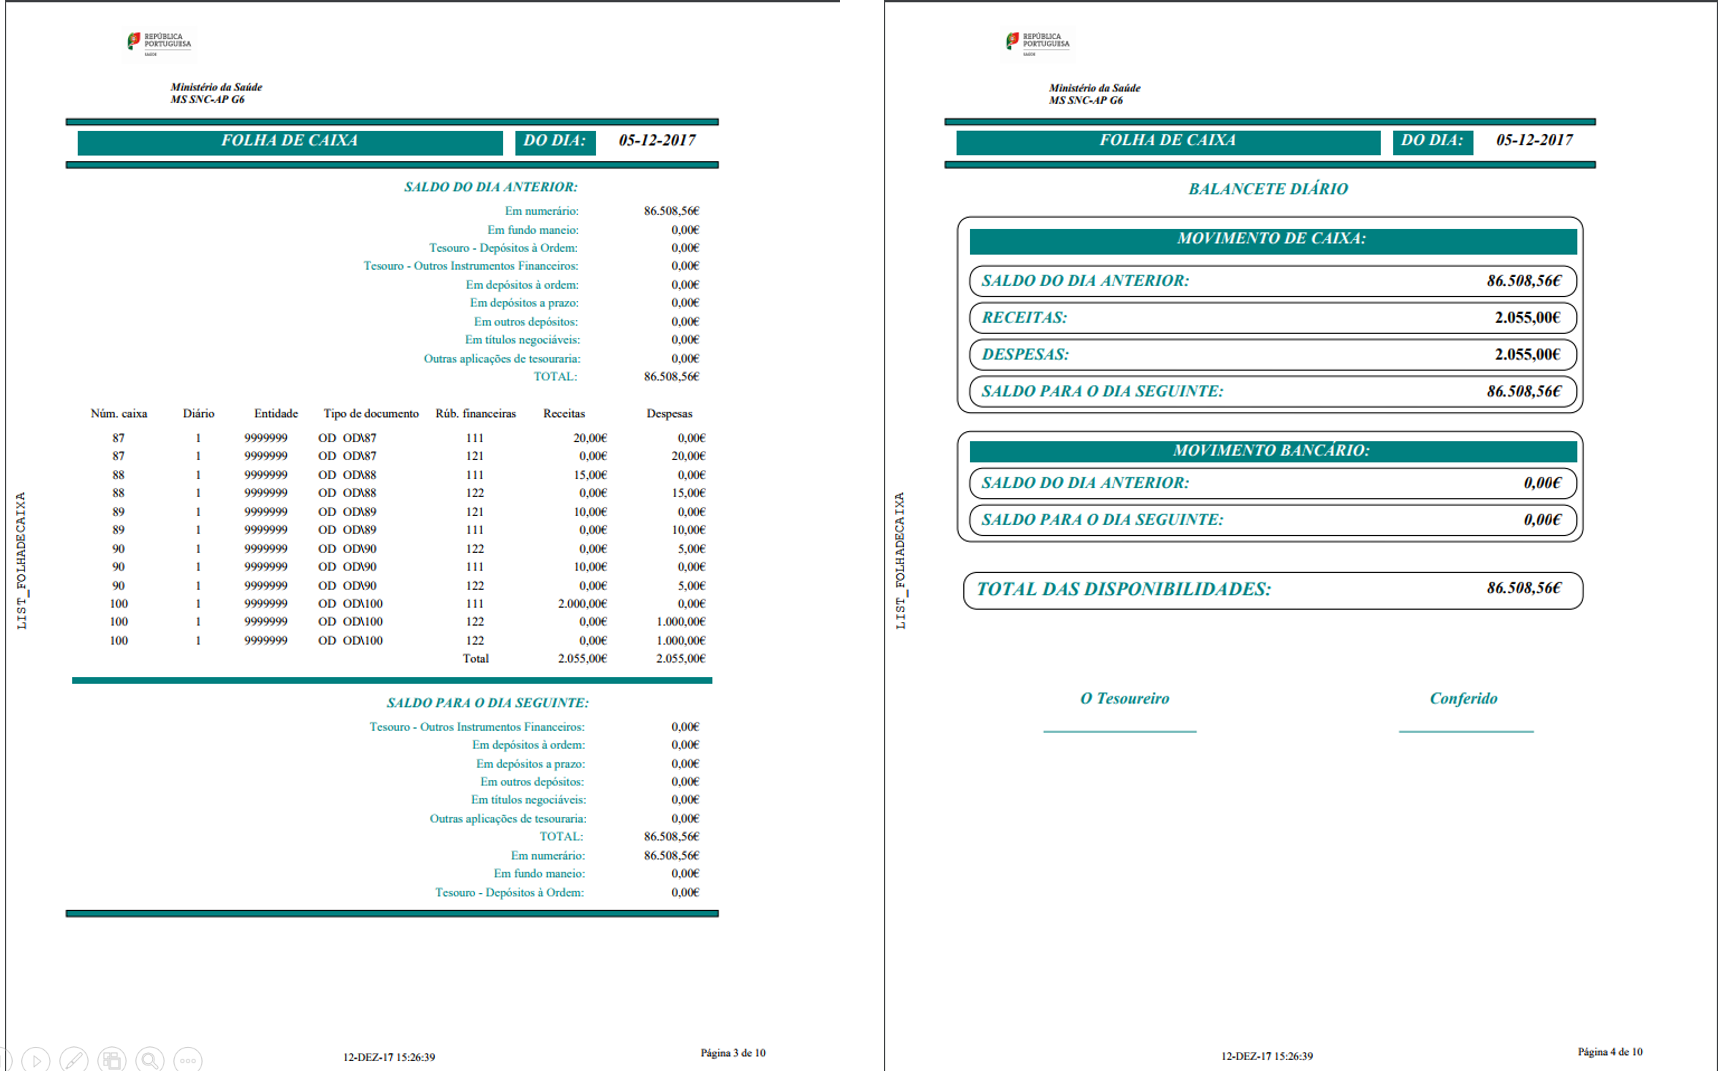 REPÚBLICA
PORTUGUESA
SAÚDE
Ministério da Saúde
MS SNC-AP G6
FOLHA DE CAIXA DO DIA: 05-12-2017
SALDO DO DIA ANTERIOR:
Em numerário: 86.508,56€
Em fundo maneio: 0,00€
Tesouro - Depósitos à Ordem: 0,00€
Tesouro - Outros Instrumentos Financeiros: 0,00€
Em depósitos à ordem: 0,00€
Em depósitos a prazo: 0,00€
Em outros depósitos: 0,00€
Em títulos negociáveis: 0,00€
Outras aplicações de tesouraria: 0,00€
TOTAL: 86.508,56€
Núm. caixa Diário Entidade Tipo de documento Rúb. financeiras Receitas Despesas
87 1 9999999 OD OD\87 111 20,00€ 0,00€
87 1 9999999 OD OD\87 121 0,00€ 20,00€
88 1 9999999 OD OD\88 111 15,00€ 0,00€
88 1 9999999 OD OD\88 122 0,00€ 15,00€
89 1 9999999 OD OD\89 121 10,00€ 0,00€
89 1 9999999 OD OD\89 111 0,00€ 10,00€
90 1 9999999 OD OD\90 122 0,00€ 5,00€
90 1 9999999 OD OD\90 111 10,00€ 0,00€
90 1 9999999 OD OD\90 122 0,00€ 5,00€
100 1 9999999 OD OD\100 111 2.000,00€ 0,00€
100 1 9999999 OD OD\100 122 0,00€ 1.000,00€
100 1 9999999 OD OD\100 122 0,00€ 1.000,00€
Total 2.055,00€ 2.055,00€
SALDO PARA O DIA SEGUINTE:
Tesouro - Outros Instrumentos Financeiros: 0,00€
Em depósitos à ordem: 0,00€
Em depósitos a prazo: 0,00€
Em outros depósitos: 0,00€
Em títulos negociáveis: 0,00€
Outras aplicações de tesouraria: 0,00€
TOTAL: 86.508,56€
Em numerário: 86.508,56€
Em fundo maneio: 0,00€
Tesouro - Depósitos à Ordem: 0,00€
LIST_FOLHADECAIXA
12-DEZ-17 15:26:39
Página 3 de 10
REPÚBLICA
PORTUGUESA
SAÚDE
Ministério da Saúde
MS SNC-AP G6
FOLHA DE CAIXA DO DIA: 05-12-2017
BALANCETE DIÁRIO
MOVIMENTO DE CAIXA:
SALDO DO DIA ANTERIOR: 86.508,56€
RECEITAS: 2.055,00€
DESPESAS: 2.055,00€
SALDO PARA O DIA SEGUINTE: 86.508,56€
MOVIMENTO BANCÁRIO:
SALDO DO DIA ANTERIOR: 0,00€
SALDO PARA O DIA SEGUINTE: 0,00€
TOTAL DAS DISPONIBILIDADES: 86.508,56€
O Tesoureiro Conferido
LIST_FOLHADECAIXA
12-DEZ-17 15:26:39
Página 4 de 10